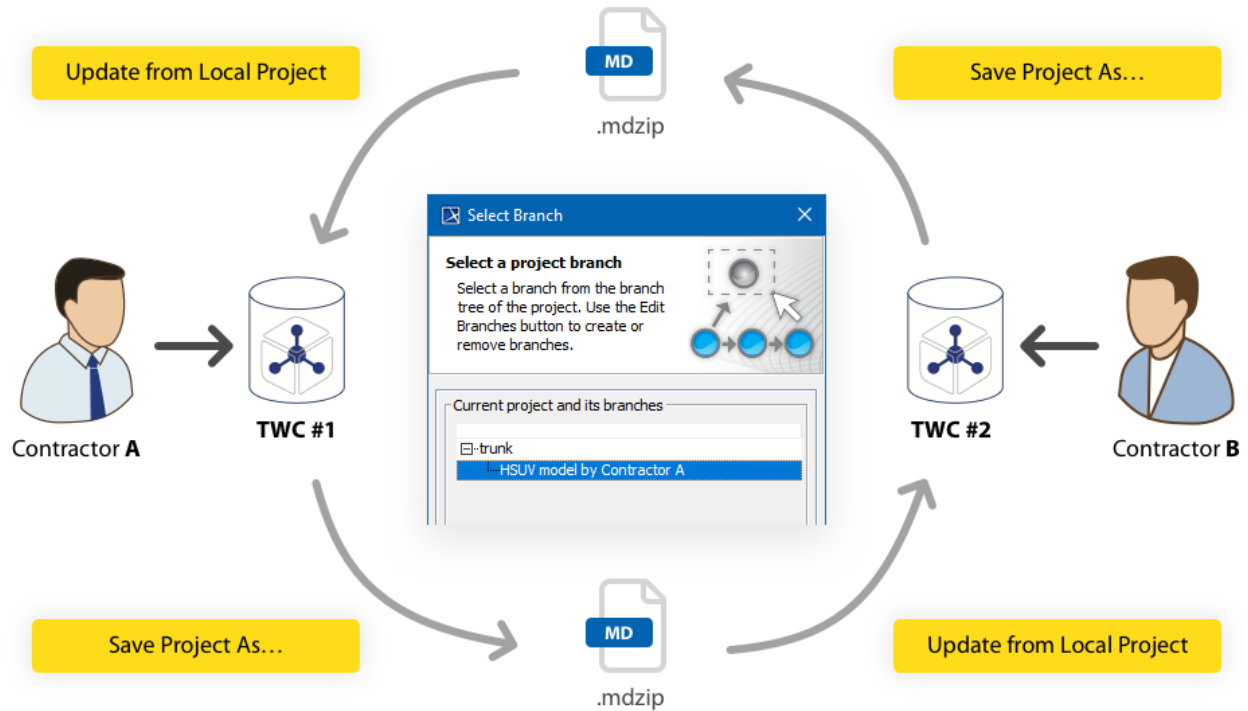 MD
.mdzip
Update from Local Project
Save Project As...
Select Branch
Select a project branch
Select a branch from the branch
tree of the project. Use the Edit
Branches button to create or
remove branches.
Current project and its branches
trunk
HSUV model by Contractor A
TWC #1
Contractor A
TWC #2
Contractor B
Save Project As...
MD
.mdzip
Update from Local Project